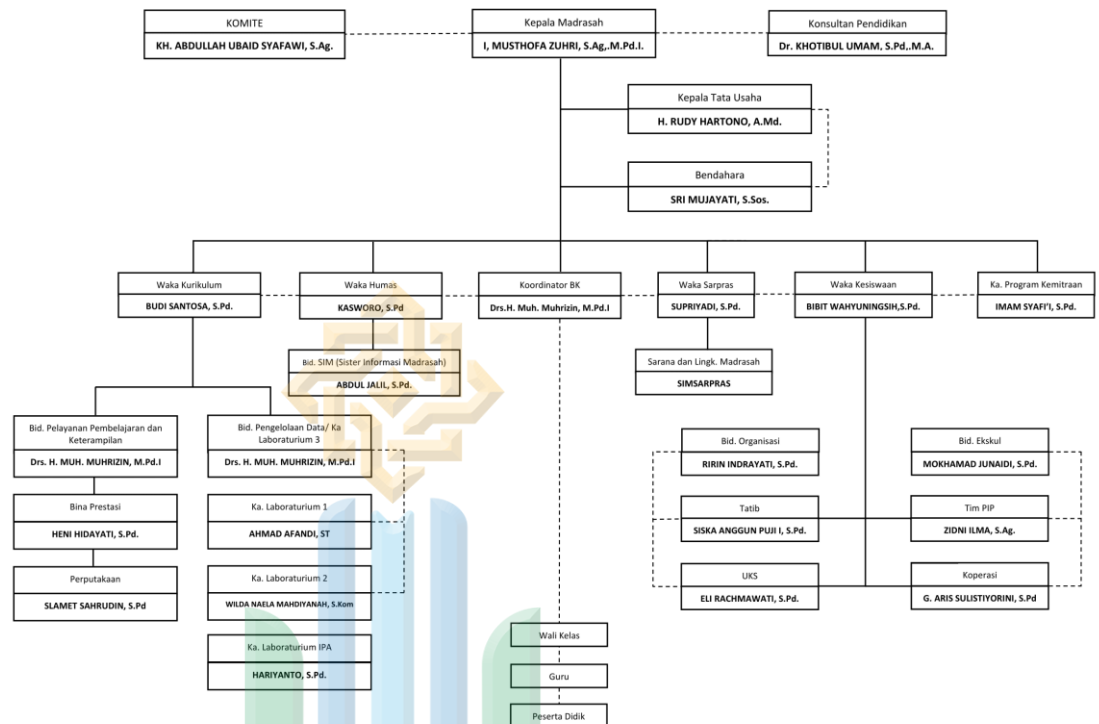 KOMITE
KH. ABDULLAH UBAID SYAFAWI, S.Ag.
Kepala Madrasah
I, MUSTHOFA ZUHRI, S.Ag,.M.Pd.I.
Konsultan Pendidikan
Dr. KHOTIBUL UMAM, S.Pd,.M.A.
Kepala Tata Usaha
H. RUDY HARTONO, A.Md.
Bendahara
SRI MUJAYATI, S.Sos.
Waka Kurikulum
BUDI SANTOSA, S.Pd.
Waka Humas
KASWORO, S.Pd
Koordinator BK
Drs.H. Muh. Muhrizin, M.Pd.I
Waka Sarpras
SUPRIYADI, S.Pd.
Waka Kesiswaan
BIBIT WAHYUNINGSIH,S.Pd.
Ka. Program Kemitraan
IMAM SYAFI'I, S.Pd.
Bid. SIM (Sister Informasi Madrasah)
ABDUL JALIL, S.Pd.
Sarana dan Lingk. Madrasah
SIMSARPRAS
Bid. Pelayanan Pembelajaran dan
Keterampilan
Drs. H. MUH. MUHRIZIN, M.Pd.I
Bid. Pengelolaan Data/ Ka
Laboraturium 3
Drs. H. MUH. MUHRIZIN, M.Pd.I
Bid. Organisasi
RIRIN INDRAYATI, S.Pd.
Bid. Ekskul
MOKHAMAD JUNAIDI, S.Pd.
Bina Prestasi
HENI HIDAYATI, S.Pd.
Ka. Laboraturium 1
AHMAD AFANDI, ST
Tatib
SISKA ANGGUN PUJI I, S.Pd.
Tim PIP
ZIDNI ILMA, S.Ag.
Perputakaan
SLAMET SAHRUDIN, S.Pd
Ka. Laboraturium 2
WILDA NAELA MAHDIYANAH, S.Kom
UKS
ELI RACHMAWATI, S.Pd.
Koperasi
G. ARIS SULISTIYORINI, S.Pd
Ka. Laboraturium IPA
HARIYANTO, S.Pd.
Wali Kelas
Guru
Peserta Didik